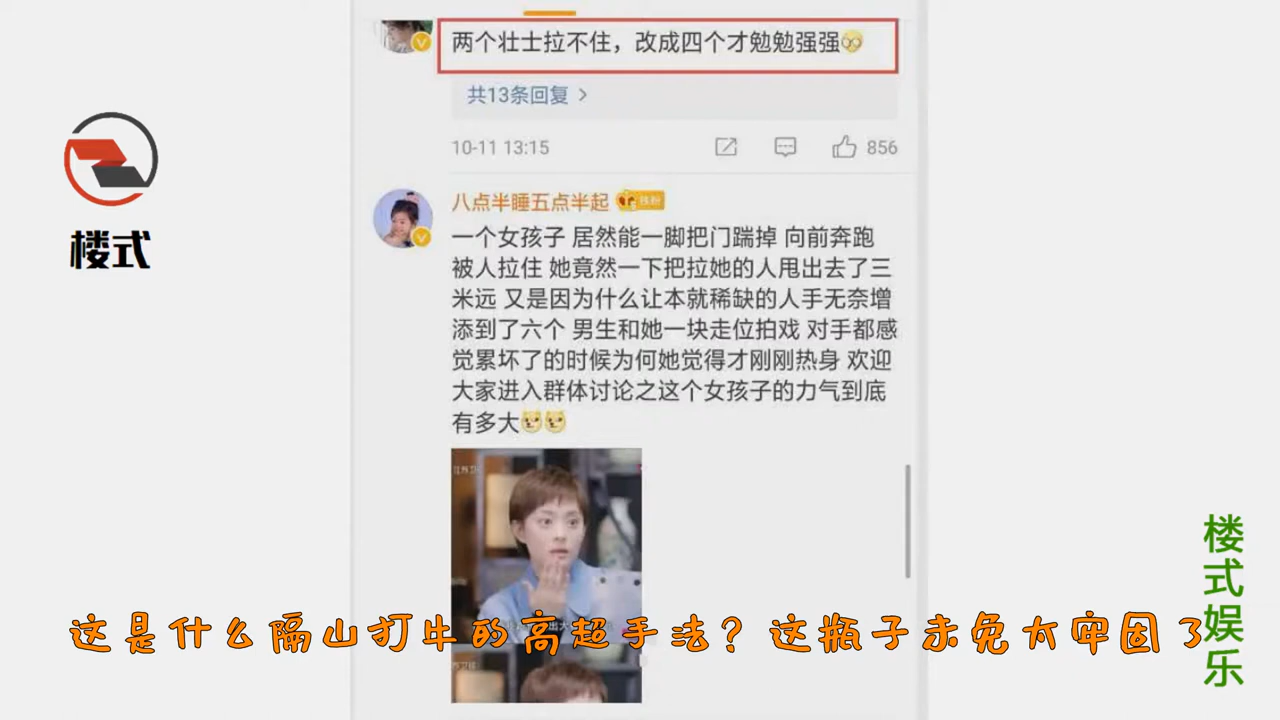 两个壮士拉不住，改成四个才勉勉强强
共13条回复 >
10-11 13:15
856
八点半睡五点半起
一个女孩子 居然能一脚把门踹掉 向前奔跑
被人拉住 她竟然一下把拉她的人甩出去了三
米远 又是因为什么让本就稀缺的人手无奈增
添到了六个 男生和她一块走位拍戏 对手都感
觉累坏了的时候为何她觉得才刚刚热身 欢迎
大家进入群体讨论之这个女孩子的力气到底
有多大
楼式
这是什么隔山打牛的高超手法？这瓶子未免太牢固了
楼式娱乐